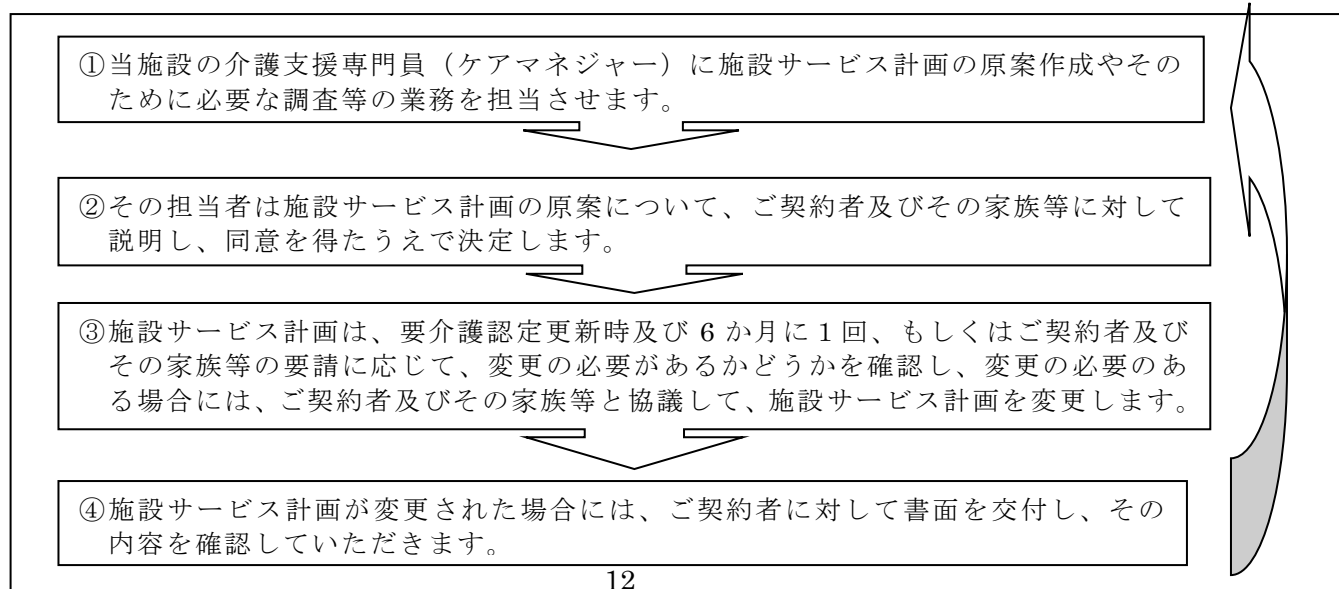 ①当施設の介護支援専門員（ケアマネジャー）に施設サービス計画の原案作成やその
ために必要な調査等の業務を担当させます。
②その担当者は施設サービス計画の原案について、ご契約者及びその家族等に対して
説明し、同意を得たうえで決定します。
③施設サービス計画は、要介護認定更新時及び 6 か月に 1 回、もしくはご契約者及び
その家族等の要請に応じて、変更の必要があるかどうかを確認し、変更の必要のあ
る場合には、ご契約者及びその家族等と協議して、施設サービス計画を変更します。
④施設サービス計画が変更された場合には、ご契約者に対して書面を交付し、その
内容を確認していただきます。
12